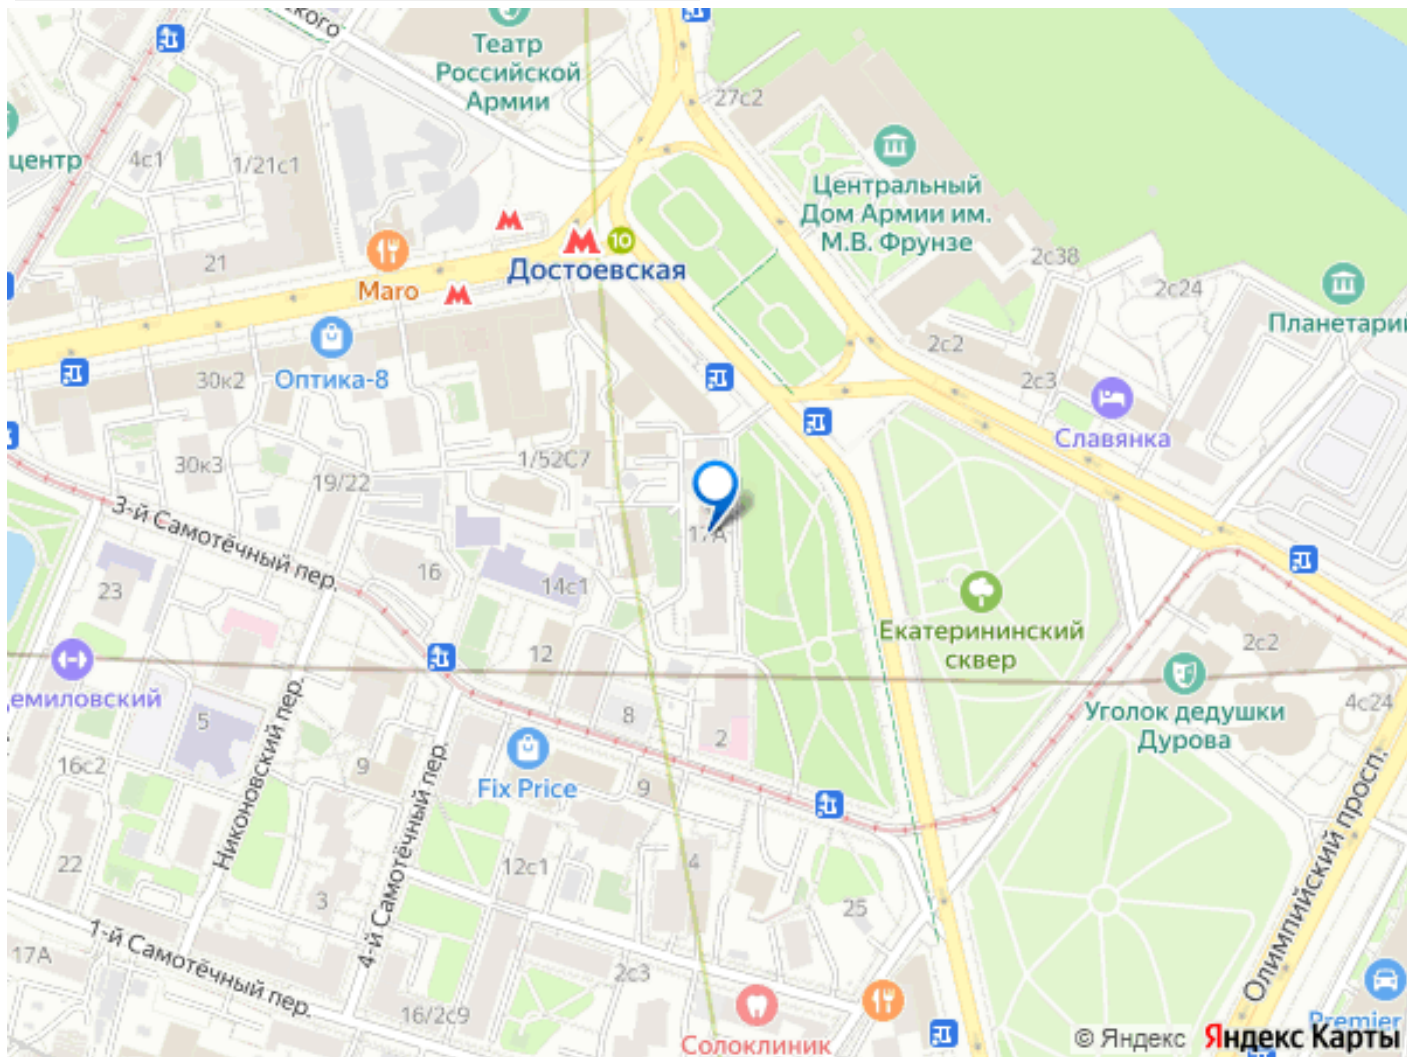 ского
Театр
Российской
Армии
27с2
центр
4с1
1/21с1
Центральный
Дом Армии им.
М.В. Фрунзе
10
Достоевская
21
Maro
2с38
2с24
Планетари
2с2
2с3
Оптика-8
30к2
Славянка
30к3
19/22
1/52С7
17А
3-й Самотёчный пер.
16
14с1
23
Екатерининский
сквер
2с2
12
емиловский
Уголок дедушки
Дурова
4с24
5
8
2
16с2
9
Fix Price
9
Никоновский пер.
4-й Самотёчный пер.
Олимпийский просп.
22
12с1
4
3
25
1-й Самотёчный пер.
17А
2с3
16/2с9
Солоклиник
Premier
© Яндекс Яндекс Карты